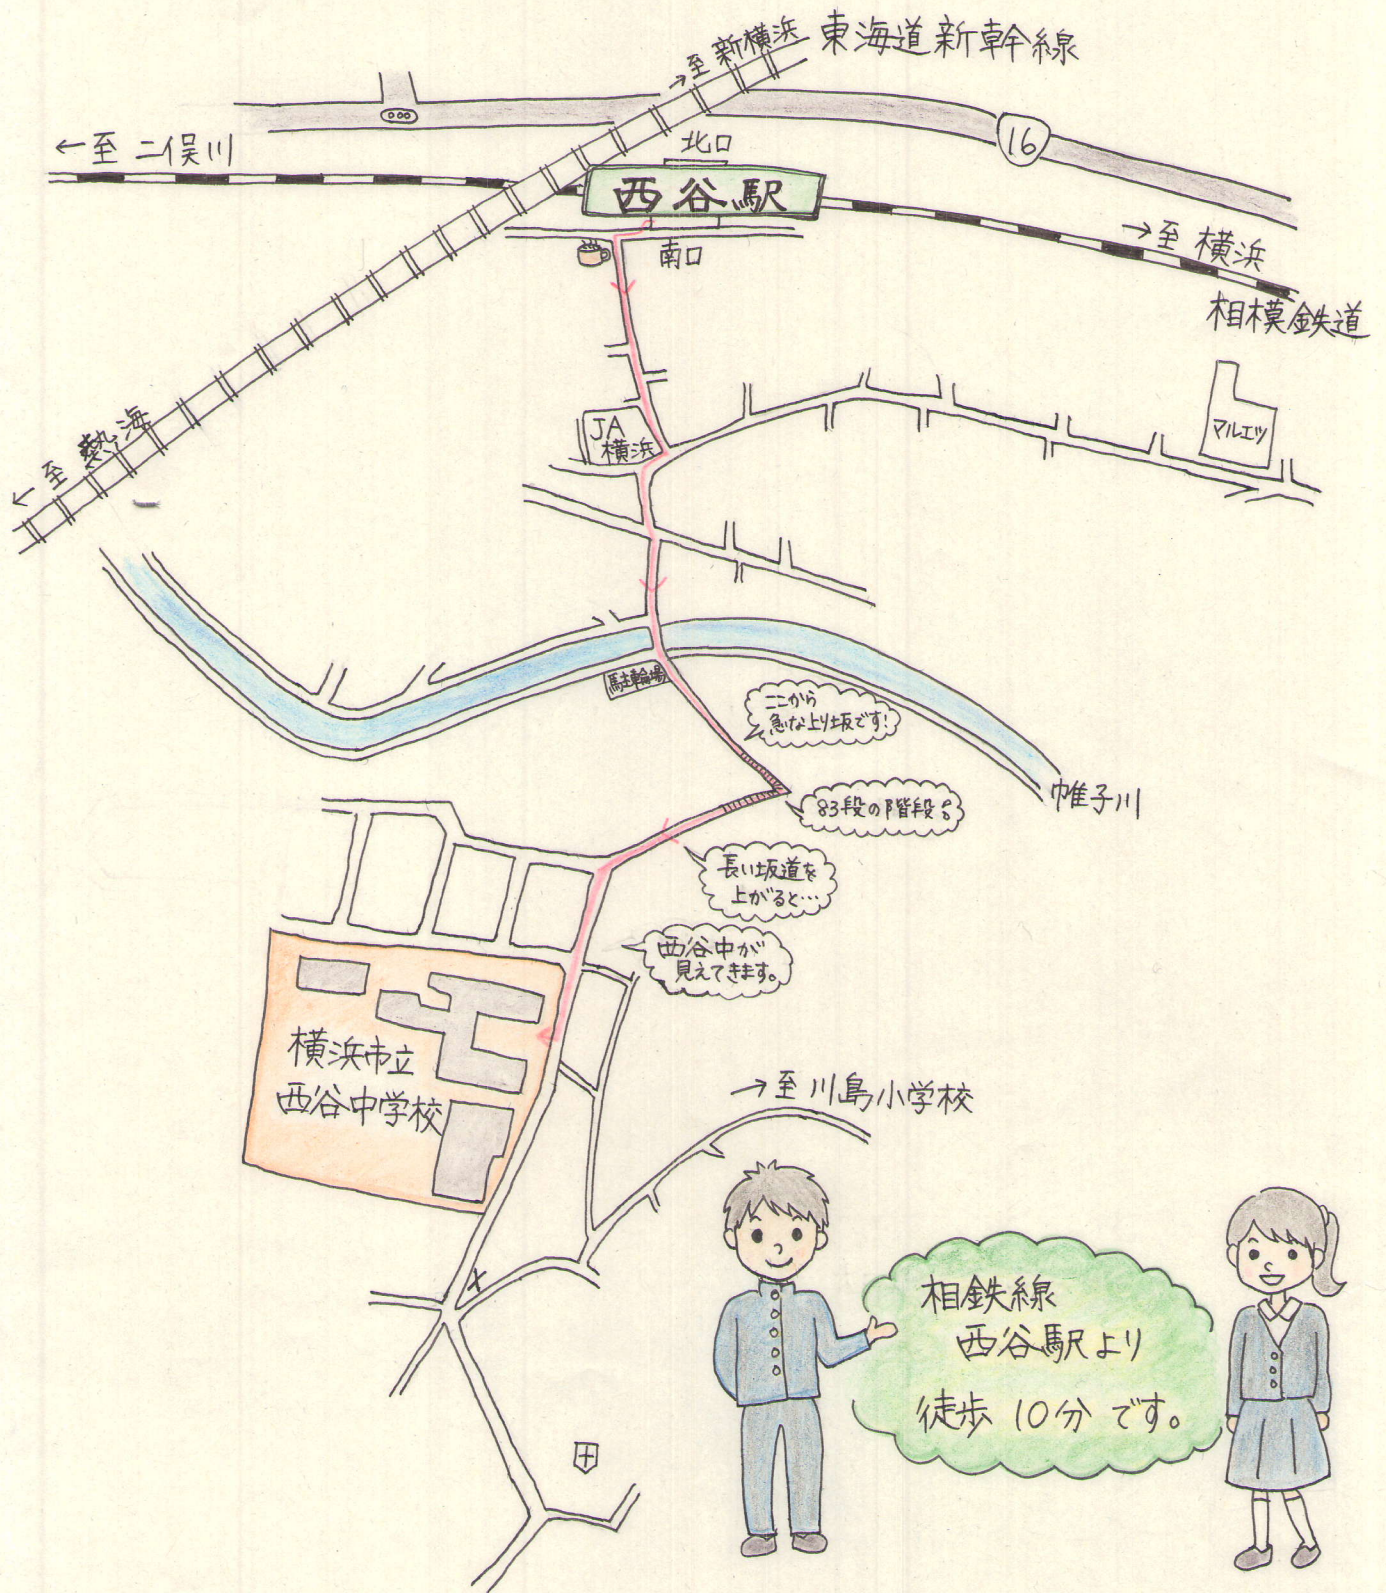 →至 新横浜
東海道新幹線
16
←至 二俣川
北口
西谷駅
南口
→至 横浜
相模鉄道
JA
横浜
マルエツ
←至 熱海
駐輪場
ここから
急な上り坂です!
83段の階段
帷子川
長い坂道を
上がると…
西谷中が
見えてきます。
横浜市立
西谷中学校
→至 川島小学校
相鉄線
西谷駅より
徒歩 10分 です。